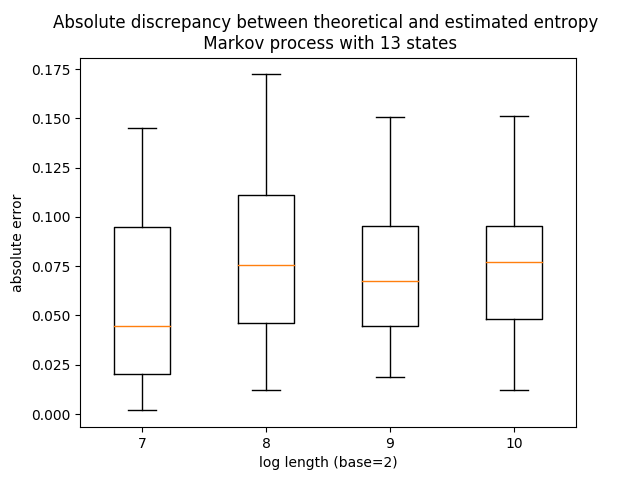 Absolute discrepancy between theoretical and estimated entropy
Markov process with 13 states
0.175
0.150
0.125
0.100
0.075
0.050
0.025
0.000
absolute error
7 8 9 10
log length (base=2)